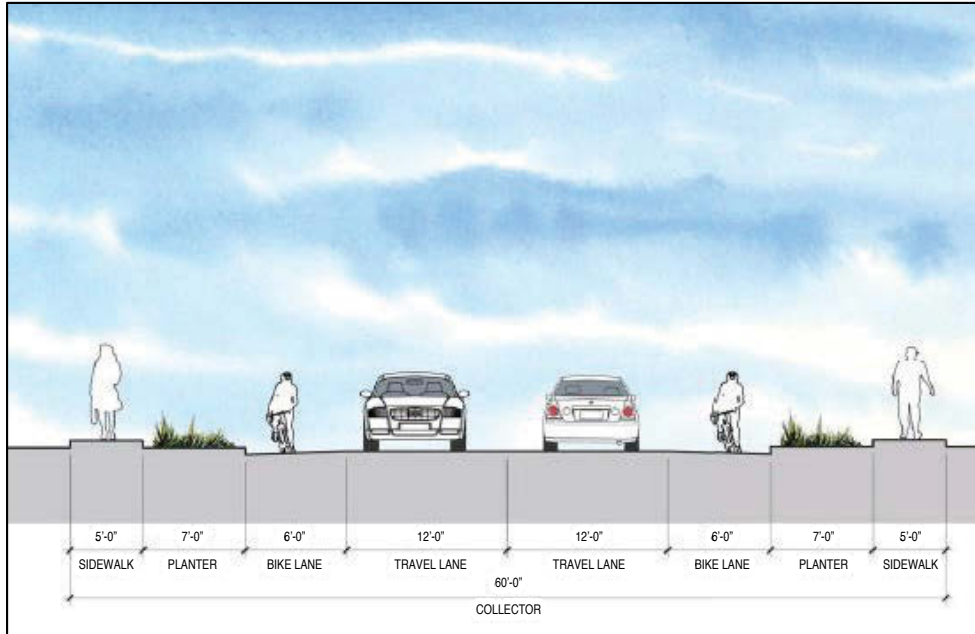 5'-0" 7'-0" 6'-0" 12'-0" 12'-0" 6'-0" 7'-0" 5'-0"
SIDEWALK PLANTER BIKE LANE TRAVEL LANE TRAVEL LANE BIKE LANE PLANTER SIDEWALK
60'-0"
COLLECTOR